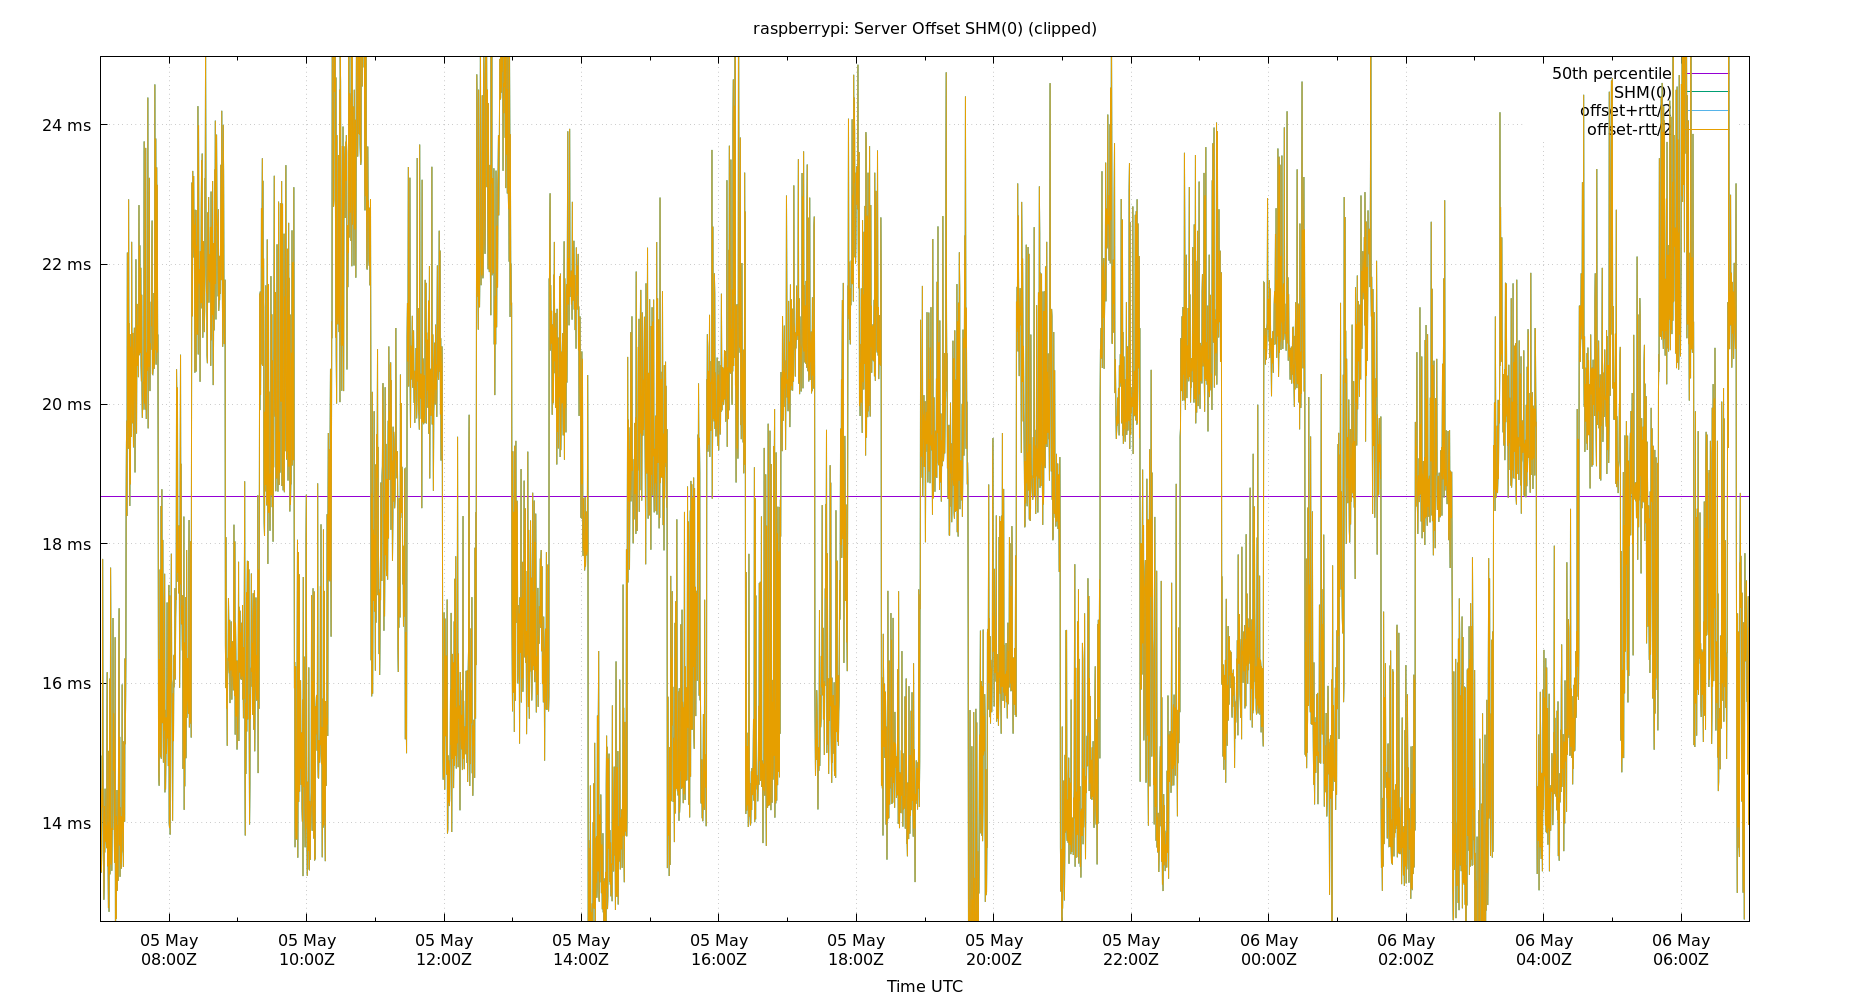 raspberrypi: Server Offset SHM(0) (clipped)
50th percentile
SHM(0)
offset+rtt/2
offset-rtt/2
24 ms
22 ms
20 ms
18 ms
16 ms
14 ms
05 May 05 May 05 May 05 May 05 May 05 May 05 May 05 May 06 May 06 May 06 May 06 May
08:00Z 10:00Z 12:00Z 14:00Z 16:00Z 18:00Z 20:00Z 22:00Z 00:00Z 02:00Z 04:00Z 06:00Z
Time UTC